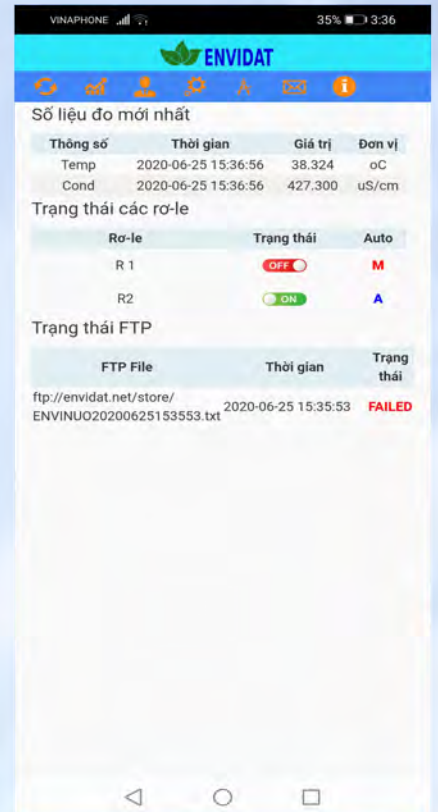 VINAPHONE 35% 3:36
ENVIDAT
Số liệu đo mới nhất
Thông số Thời gian Giá trị Đơn vị
Temp 2020-06-25 15:36:56 38.324 oC
Cond 2020-06-25 15:36:56 427.300 uS/cm
Trạng thái các rơ-le
Rơ-le Trạng thái Auto
R 1 OFF M
R2 ON A
Trạng thái FTP
FTP File Thời gian Trạng
thái
ftp://envidat.net/store/
ENVINUO20200625153553.txt 2020-06-25 15:35:53 FAILED